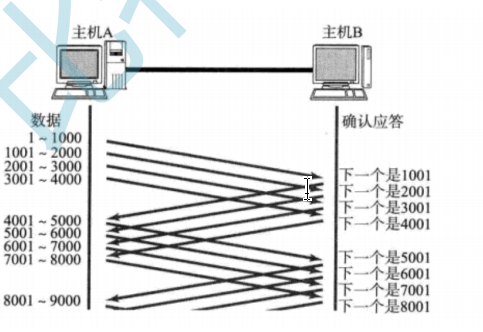 主机A
主机B
数据
确认应答
1 ~ 1000
1001 ~ 2000
2001 ~ 3000
3001 ~ 4000
下一个是1001
下一个是2001
下一个是3001
下一个是4001
4001 ~ 5000
5001 ~ 6000
6001 ~ 7000
7001 ~ 8000
下一个是5001
下一个是6001
下一个是7001
下一个是8001
8001 ~ 9000